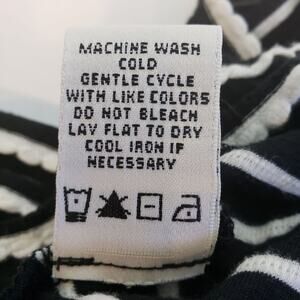 MACHINE WASH
COLD
GENTLE CYCLE
WITH LIKE COLORS
DO NOT BLEACH
LAY FLAT TO DRY
COOL IRON IF
NECESSARY